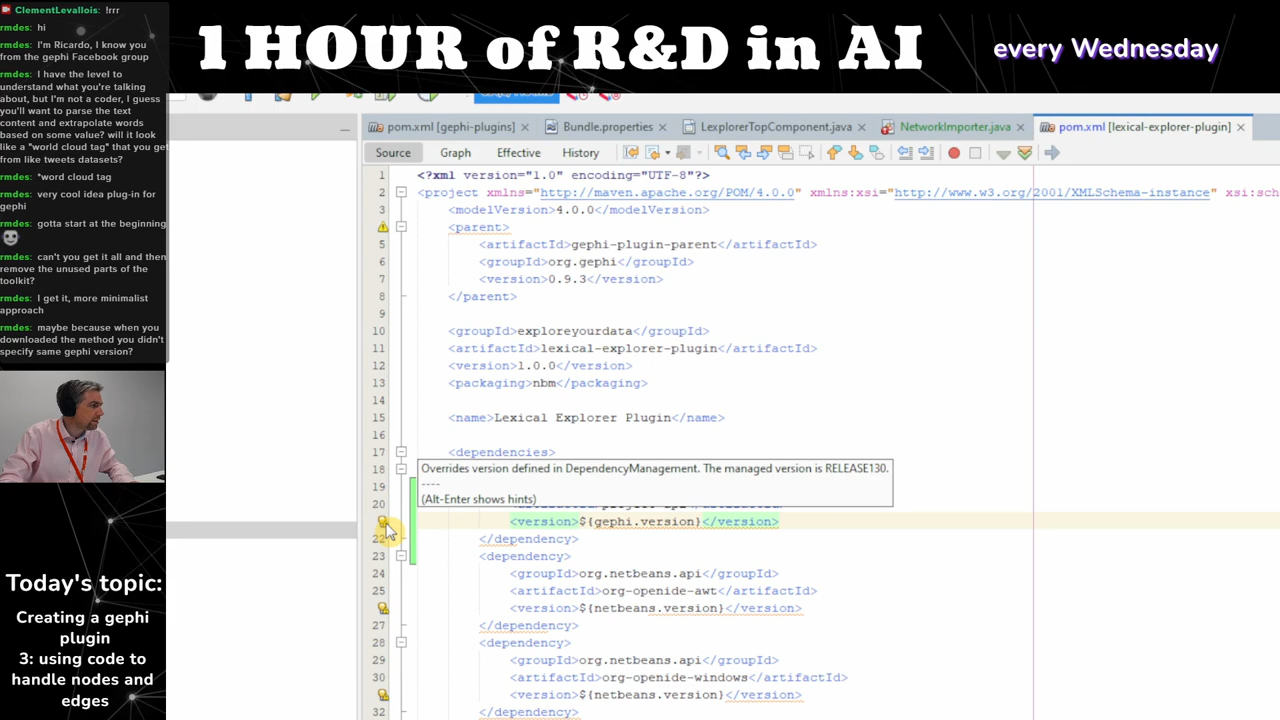 ClementLevallois: !rrr
rmdes: hi
rmdes: I'm Ricardo, I know you
from the gephi Facebook group
rmdes: I have the level to
understand what you're talking
about, but I'm not a coder, I guess
you'll want to parse the text
content and extrapolate words
based on some value? will it look
like a "world cloud tag" that you get
from like tweets datasets?
rmdes: *word cloud tag
rmdes: very cool idea plug-in for
gephi
rmdes: gotta start at the beginning
rmdes: can't you get it all and then
remove the unused parts of the
toolkit?
rmdes: I get it, more minimalist
approach
rmdes: maybe because when you
downloaded the method you didn't
specify same gephi version?
1 HOUR of R&D in AI
every Wednesday
pom.xml [gephi-plugins]
Bundle.properties
LexplorerTopComponent.java
NetworkImporter.java
pom.xml [lexical-explorer-plugin]
Source
Graph
Effective
History
1 <?xml version="1.0" encoding="UTF-8"?>
2 <project xmlns="http://maven.apache.org/POM/4.0.0" xmlns:xsi="http://www.w3.org/2001/XMLSchema-instance" xsi:sch
3 <modelVersion>4.0.0</modelVersion>
<parent>
5 <artifactId>gephi-plugin-parent</artifactId>
6 <groupId>org.gephi</groupId>
7 <version>0.9.3</version>
8 </parent>
9
10 <groupId>exploreyourdata</groupId>
11 <artifactId>lexical-explorer-plugin</artifactId>
12 <version>1.0.0</version>
13 <packaging>nbm</packaging>
14
15 <name>Lexical Explorer Plugin</name>
16
17 <dependencies>
18
Overrides version defined in DependencyManagement. The managed version is RELEASE130.
----
(Alt-Enter shows hints)
19
20
<version>${gephi.version}</version>
22 </dependency>
23 <dependency>
24 <groupId>org.netbeans.api</groupId>
25 <artifactId>org-openide-awt</artifactId>
<version>${netbeans.version}</version>
27 </dependency>
28 <dependency>
29 <groupId>org.netbeans.api</groupId>
30 <artifactId>org-openide-windows</artifactId>
<version>${netbeans.version}</version>
32 </dependency>
Today's topic:
Creating a gephi
plugin
3: using code to
handle nodes and
edges